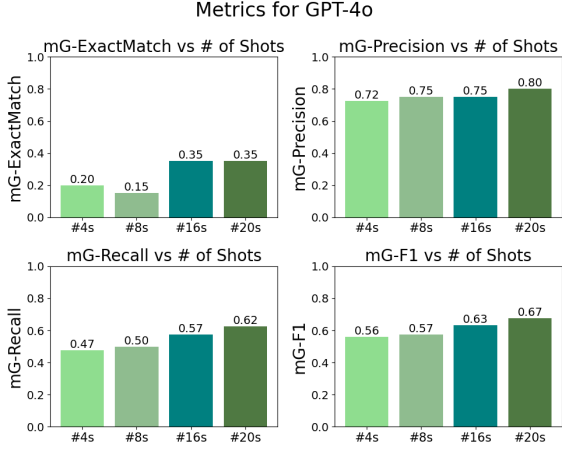 Metrics for GPT-4o
mG-ExactMatch vs # of Shots
mG-ExactMatch
1.0
0.8
0.6
0.4
0.2
0.0
0.20
0.15
0.35
0.35
#4s
#8s
#16s
#20s
mG-Precision vs # of Shots
mG-Precision
1.0
0.8
0.6
0.4
0.2
0.0
0.72
0.75
0.75
0.80
#4s
#8s
#16s
#20s
mG-Recall vs # of Shots
mG-Recall
1.0
0.8
0.6
0.4
0.2
0.0
0.47
0.50
0.57
0.62
#4s
#8s
#16s
#20s
mG-F1 vs # of Shots
mG-F1
1.0
0.8
0.6
0.4
0.2
0.0
0.56
0.57
0.63
0.67
#4s
#8s
#16s
#20s